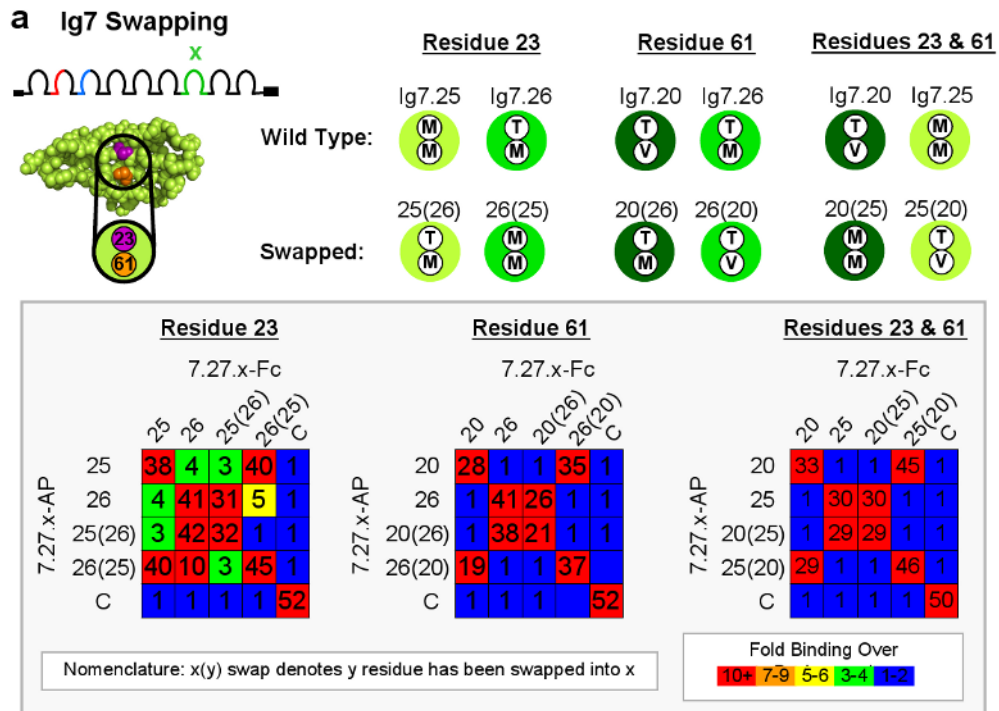 a Ig7 Swapping
X
Residue 23 Residue 61 Residues 23 & 61
Ig7.25 Ig7.26 Ig7.20 Ig7.26 Ig7.20 Ig7.25
Wild Type:
M T T T T M
M M V M V M
25(26) 26(25) 20(26) 26(20) 20(25) 25(20)
Swapped:
T M T T M T
M M M V M V
23
61
Residue 23 Residue 61 Residues 23 & 61
7.27.x-Fc 7.27.x-Fc 7.27.x-Fc
25 26 25(26) 26(25) C 20 26 20(26) 26(20) C 20 25 20(25) 25(20) C
7.27.x-AP 7.27.x-AP 7.27.x-AP
25 38 4 3 40 1 20 28 1 1 35 1 20 33 1 1 45 1
26 4 41 31 5 1 26 1 41 26 1 1 25 1 30 30 1 1
25(26) 3 42 32 1 1 20(26) 1 38 21 1 1 20(25) 1 29 29 1 1
26(25) 40 10 3 45 1 26(20) 19 1 1 37 25(20) 29 1 1 46 1
C 1 1 1 1 52 C 1 1 1 52 C 1 1 1 1 50
Nomenclature: x(y) swap denotes y residue has been swapped into x
Fold Binding Over
10+ 7-9 5-6 3-4 1-2